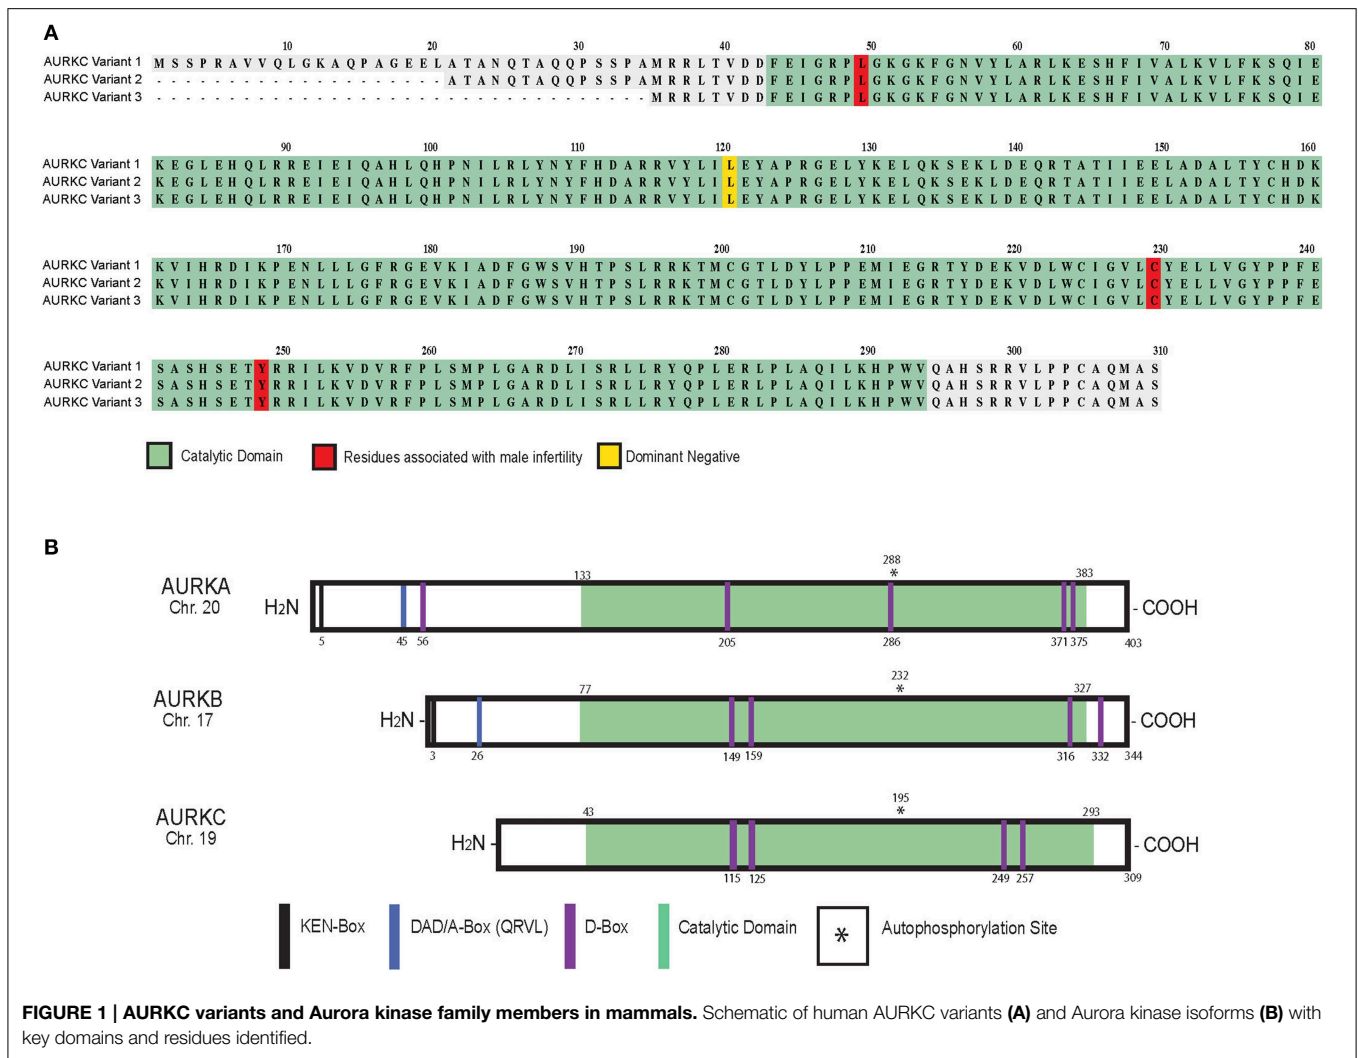 A
10 20 30 40 50 60 70 80
AURKC Variant 1 M S S P R A V V Q L G K A Q P A G E E L A T A N Q T A Q Q P S S P A M R R L T V D D F E I G R P L G K G K F G N V Y L A R L K E S H F I V A L K V L F K S Q I E
AURKC Variant 2 - - - - - - - - - - - - - - - - - - - - A T A N Q T A Q Q P S S P A M R R L T V D D F E I G R P L G K G K F G N V Y L A R L K E S H F I V A L K V L F K S Q I E
AURKC Variant 3 - - - - - - - - - - - - - - - - - - - - - - - - - - - - - - - - - - M R R L T V D D F E I G R P L G K G K F G N V Y L A R L K E S H F I V A L K V L F K S Q I E
90 100 110 120 130 140 150 160
AURKC Variant 1 K E G L E H Q L R R E I E I Q A H L Q H P N I L R L Y N Y F H D A R R V Y L I L E Y A P R G E L Y K E L Q K S E K L D E Q R T A T I I E E L A D A L T Y C H D K
AURKC Variant 2 K E G L E H Q L R R E I E I Q A H L Q H P N I L R L Y N Y F H D A R R V Y L I L E Y A P R G E L Y K E L Q K S E K L D E Q R T A T I I E E L A D A L T Y C H D K
AURKC Variant 3 K E G L E H Q L R R E I E I Q A H L Q H P N I L R L Y N Y F H D A R R V Y L I L E Y A P R G E L Y K E L Q K S E K L D E Q R T A T I I E E L A D A L T Y C H D K
170 180 190 200 210 220 230 240
AURKC Variant 1 K V I H R D I K P E N L L L G F R G E V K I A D F G W S V H T P S L R R K T M C G T L D Y L P P E M I E G R T Y D E K V D L W C I G V L C Y E L L V G Y P P F E
AURKC Variant 2 K V I H R D I K P E N L L L G F R G E V K I A D F G W S V H T P S L R R K T M C G T L D Y L P P E M I E G R T Y D E K V D L W C I G V L C Y E L L V G Y P P F E
AURKC Variant 3 K V I H R D I K P E N L L L G F R G E V K I A D F G W S V H T P S L R R K T M C G T L D Y L P P E M I E G R T Y D E K V D L W C I G V L C Y E L L V G Y P P F E
250 260 270 280 290 300 310
AURKC Variant 1 S A S H S E T Y R R I L K V D V R F P L S M P L G A R D L I S R L L R Y Q P L E R L P L A Q I L K H P W V Q A H S R R V L P P C A Q M A S
AURKC Variant 2 S A S H S E T Y R R I L K V D V R F P L S M P L G A R D L I S R L L R Y Q P L E R L P L A Q I L K H P W V Q A H S R R V L P P C A Q M A S
AURKC Variant 3 S A S H S E T Y R R I L K V D V R F P L S M P L G A R D L I S R L L R Y Q P L E R L P L A Q I L K H P W V Q A H S R R V L P P C A Q M A S
Catalytic Domain Residues associated with male infertility Dominant Negative
B
288
133 * 383
AURKA
Chr. 20
H2N - COOH
5 45 56 205 286 371 375 403
232
77 * 327
AURKB
Chr. 17
H2N - - COOH
3 26 149 159 316 332 344
195
43 * 293
AURKC
Chr. 19
H2N - - COOH
115 125 249 257 309
KEN-Box DAD/A-Box (QRVL) D-Box Catalytic Domain * Autophosphorylation Site
FIGURE 1 | AURKC variants and Aurora kinase family members in mammals. Schematic of human AURKC variants (A) and Aurora kinase isoforms (B) with
key domains and residues identified.